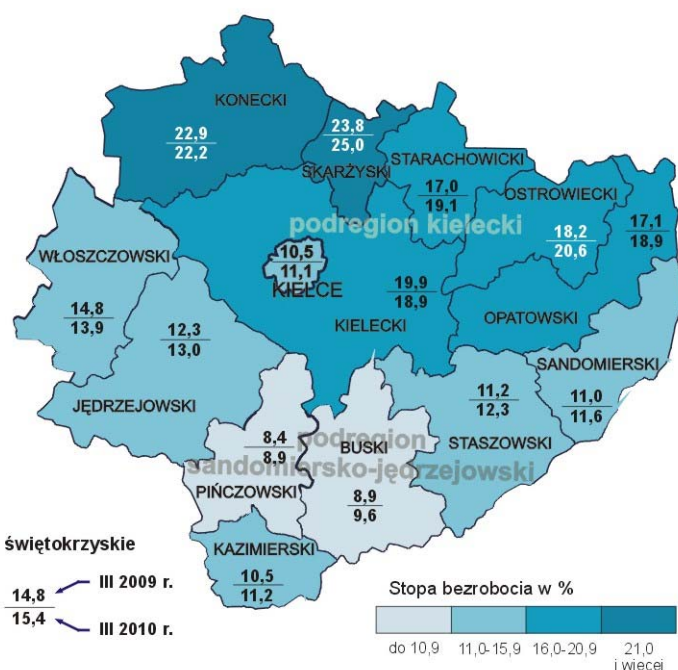 KONECKI
22,9
22,2
23,8
25,0
SKARŻYSKI
STARACHOWICKI
17,0
19,1
OSTROWIECKI
18,2
20,6
17,1
18,9
podregion kielecki
WŁOSZCZOWSKI
14,8
13,9
10,5
11,1
KIELCE
19,9
18,9
KIELECKI
OPATOWSKI
12,3
13,0
JĘDRZEJOWSKI
SANDOMIERSKI
11,0
11,6
11,2
12,3
STASZOWSKI
podregion
sandomiersko-jędrzejowski
8,4
8,9
PIŃCZOWSKI
BUSKI
8,9
9,6
KAZIMIERSKI
10,5
11,2
świętokrzyskie
14,8 III 2009 r.
15,4 III 2010 r.
Stopa bezrobocia w %
do 10,9 11,0-15,9 16,0-20,9 21,0
i więcej